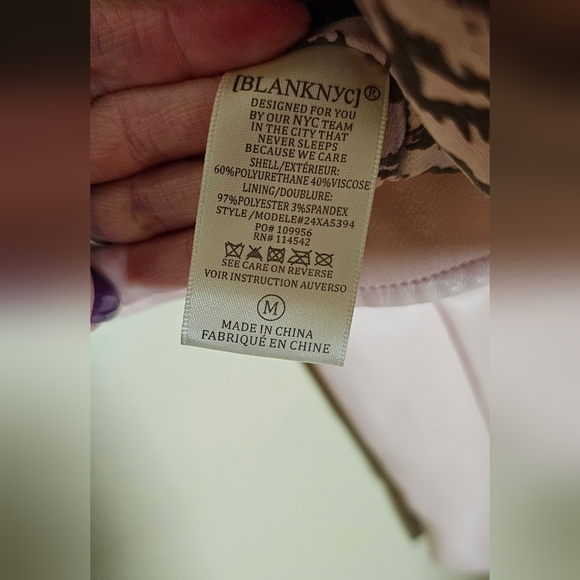 [BLANKNYC]®
DESIGNED FOR YOU
BY OUR NYC TEAM
IN THE CITY THAT
NEVER SLEEPS
BECAUSE WE CARE
SHELL/EXTÉRIEUR:
60%POLYURETHANE 40%VISCOSE
LINING/DOUBLURE:
97%POLYESTER 3%SPANDEX
STYLE/MODELE#24XA5394
PO# 109956
RN# 114542
SEE CARE ON REVERSE
VOIR INSTRUCTION AUVERSO
M
MADE IN CHINA
FABRIQUÉ EN CHINE